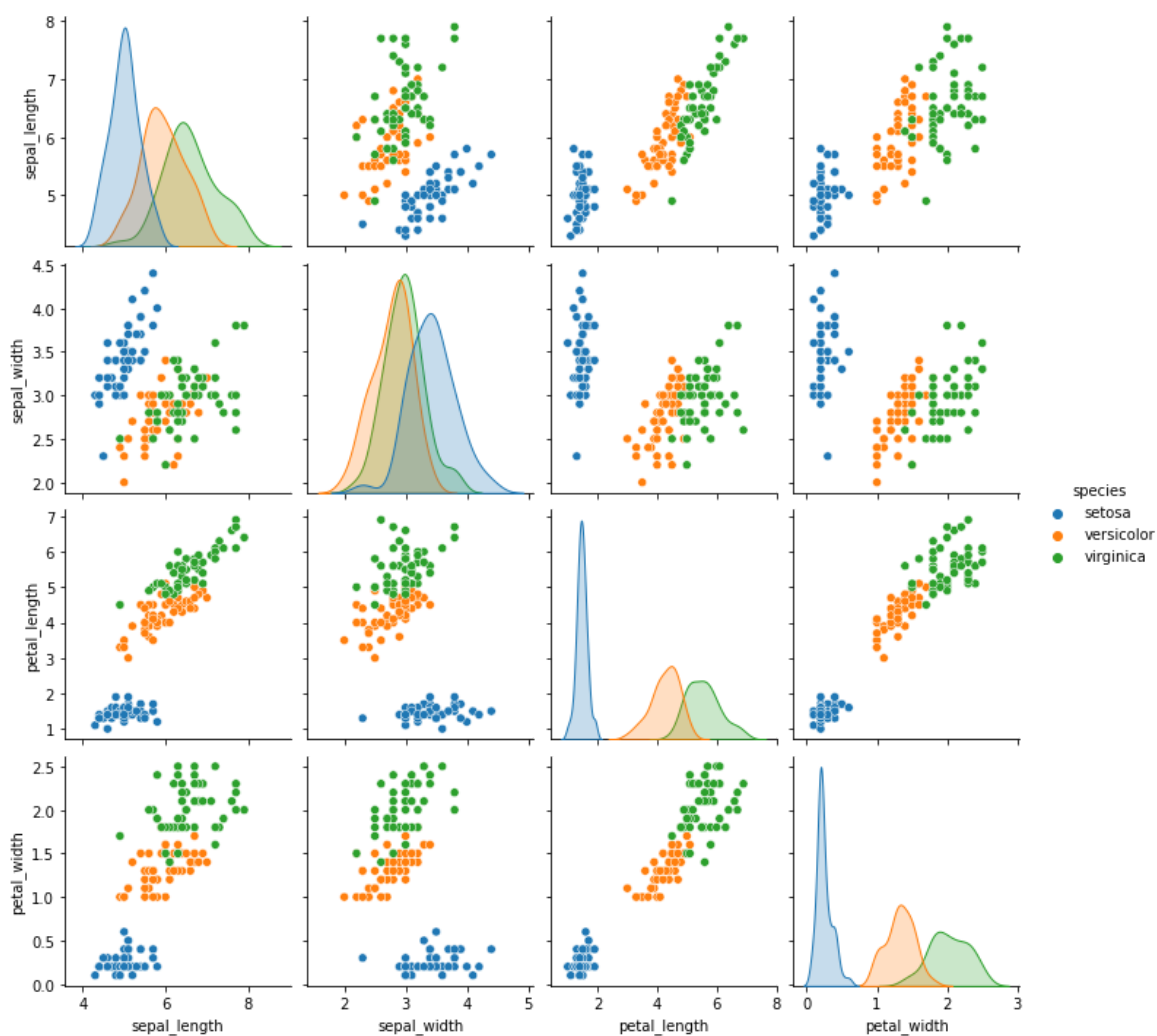 8
7
6
5
sepal_length
4.5
4.0
3.5
3.0
2.5
2.0
sepal_width
species
setosa
versicolor
virginica
7
6
5
4
3
2
1
petal_length
2.5
2.0
1.5
1.0
0.5
0.0
petal_width
4 6 8
2 3 4 5
2 4 6 8
0 1 2 3
sepal_length sepal_width petal_length petal_width